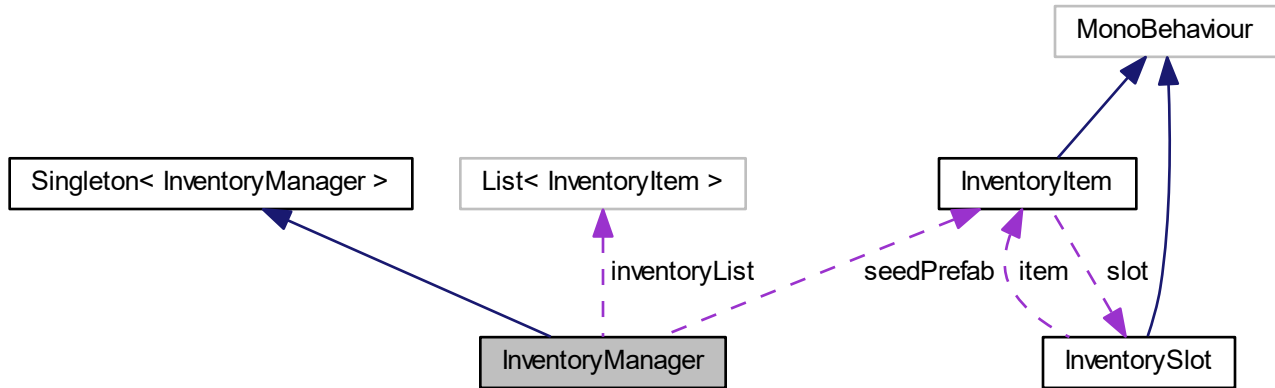 MonoBehaviour
Singleton< InventoryManager >
List< InventoryItem >
InventoryItem
inventoryList
seedPrefab
item
slot
InventoryManager
InventorySlot